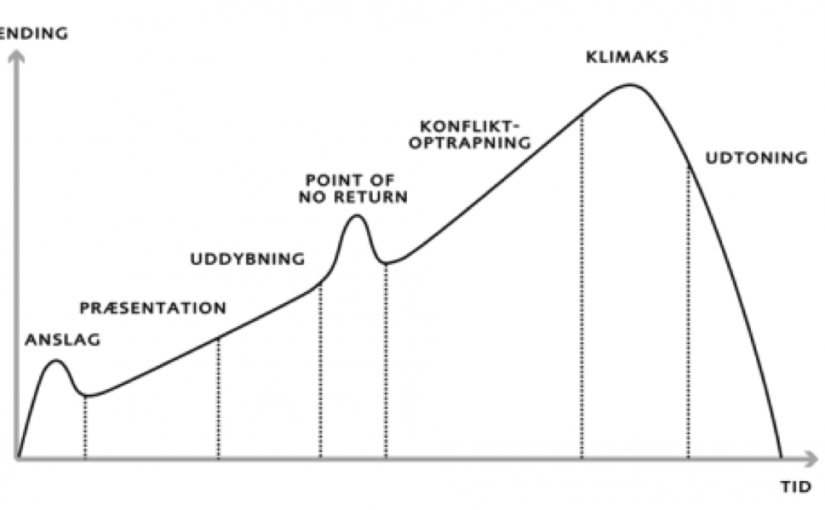 ENDING
KLIMAKS
KONFLIKT-
OPTRAPNING
UDTONING
POINT OF
NO RETURN
UDDYBNING
PRÆSENTATION
ANSLAG
TID